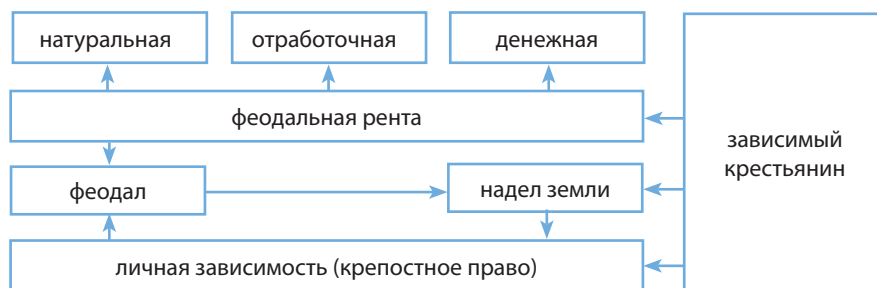 натуральная
отработочная
денежная
феодальная рента
зависимый
крестьянин
феодал
надел земли
личная зависимость (крепостное право)